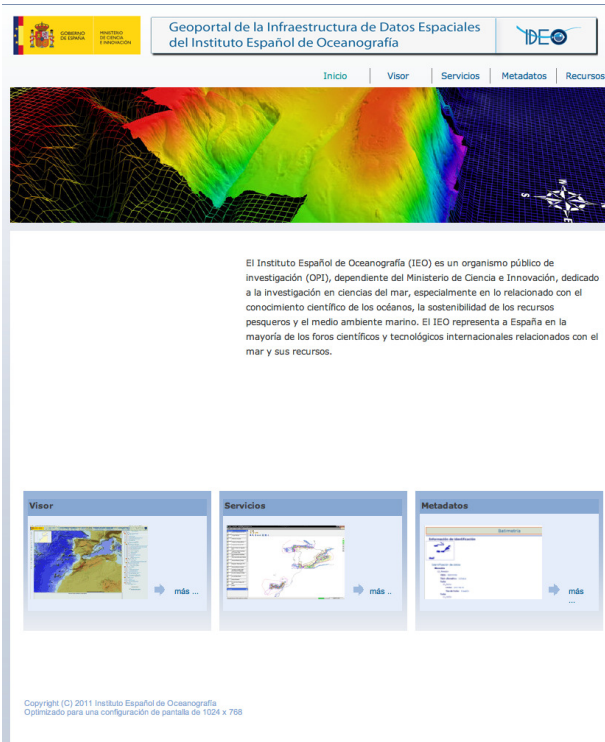 GOBIERNO
DE ESPAÑA
MINISTERIO
DE CIENCIA
E INNOVACIÓN
Geoportal de la Infraestructura de Datos Espaciales
del Instituto Español de Oceanografía
IDEO
Inicio Visor Servicios Metadatos Recursos
N
S
E
El Instituto Español de Oceanografía (IEO) es un organismo público de
investigación (OPI), dependiente del Ministerio de Ciencia e Innovación, dedicado
a la investigación en ciencias del mar, especialmente en lo relacionado con el
conocimiento científico de los océanos, la sostenibilidad de los recursos
pesqueros y el medio ambiente marino. El IEO representa a España en la
mayoría de los foros científicos y tecnológicos internacionales relacionados con el
mar y sus recursos.
Visor
más ...
Servicios
más ..
Metadatos
Batimetria
Información de identificación
más
...
Copyright (C) 2011 Instituto Español de Oceanografía
Optimizado para una configuración de pantalla de 1024 x 768